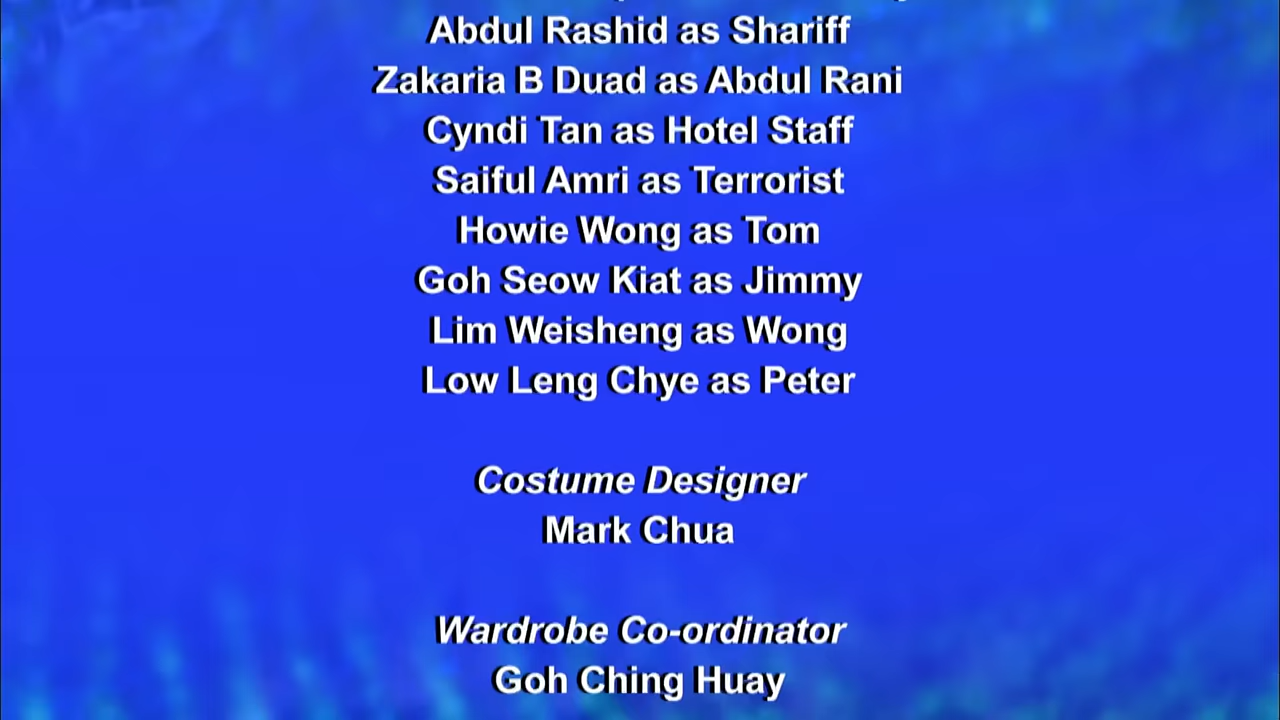 Abdul Rashid as Shariff
Zakaria B Duad as Abdul Rani
Cyndi Tan as Hotel Staff
Saiful Amri as Terrorist
Howie Wong as Tom
Goh Seow Kiat as Jimmy
Lim Weisheng as Wong
Low Leng Chye as Peter
Costume Designer
Mark Chua
Wardrobe Co-ordinator
Goh Ching Huay